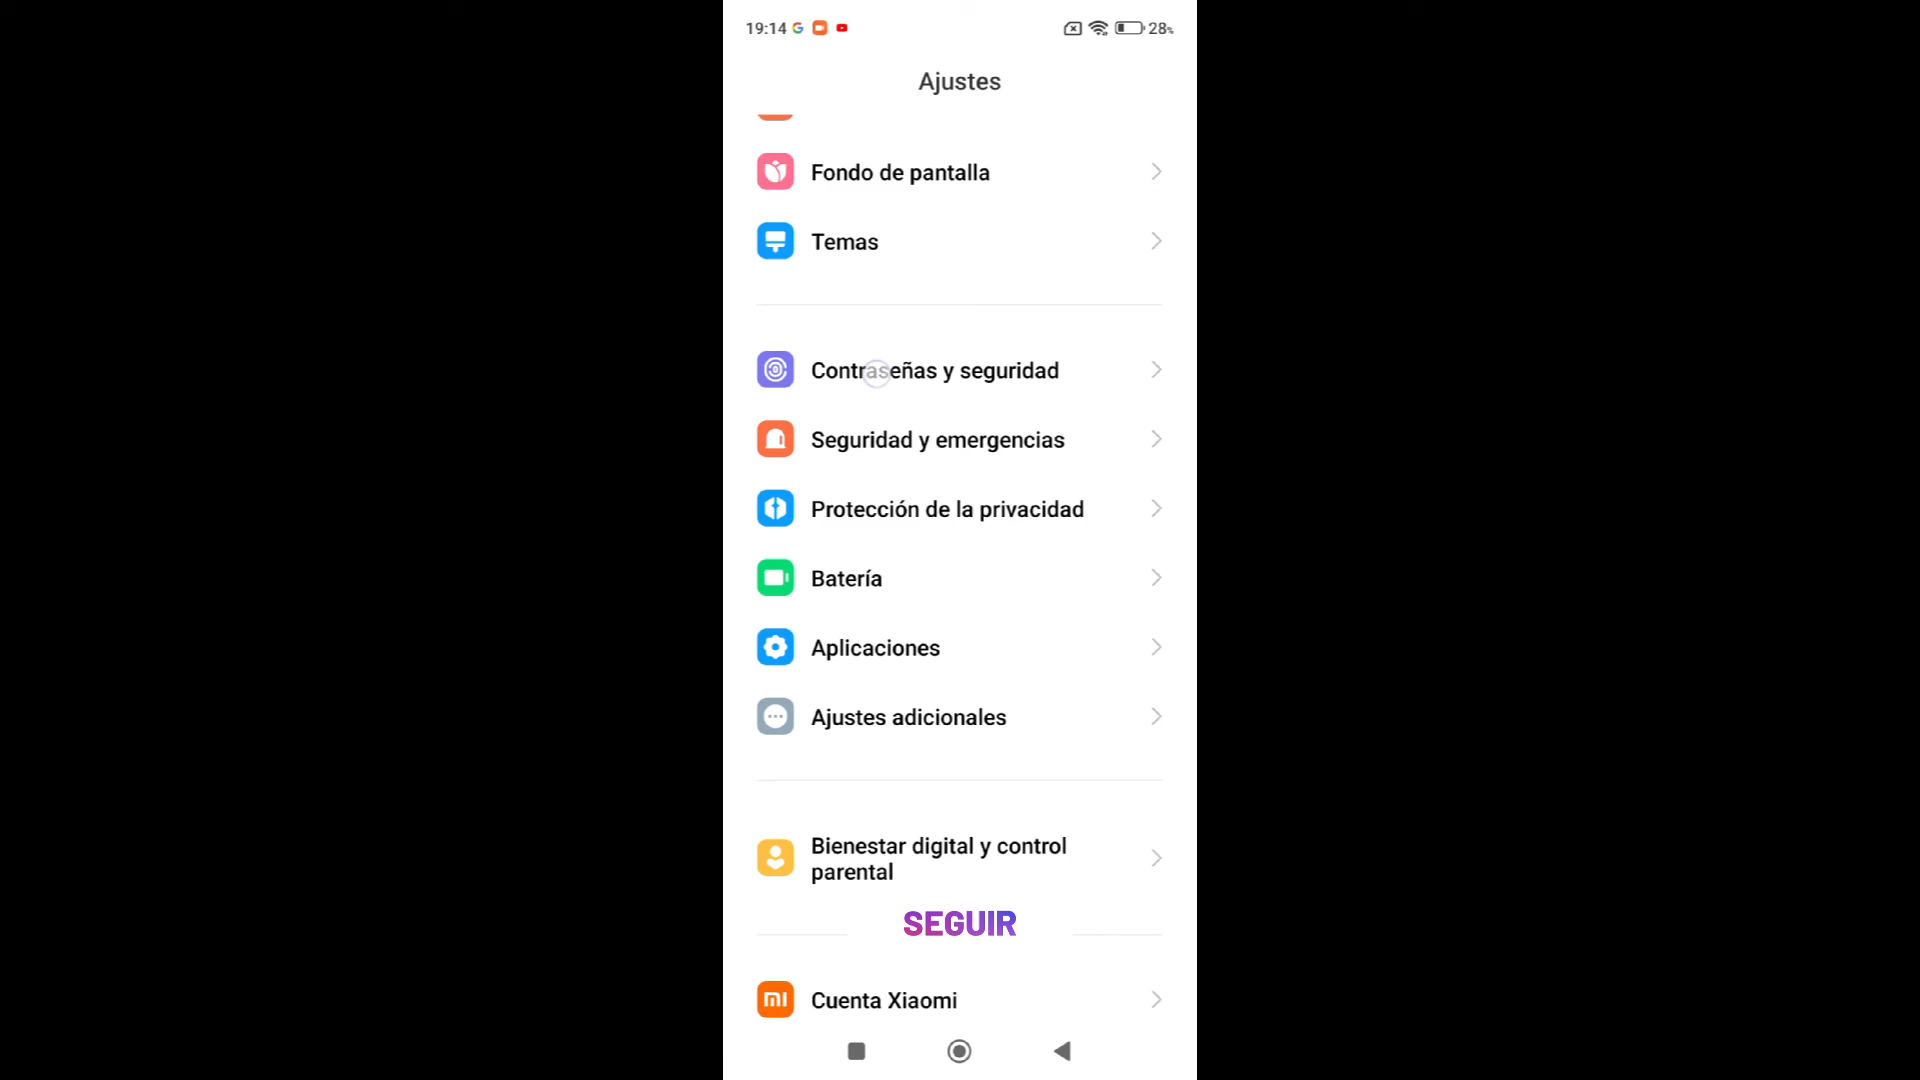 19:14
28%
Ajustes
Fondo de pantalla
Temas
Contraseñas y seguridad
Seguridad y emergencias
Protección de la privacidad
Batería
Aplicaciones
Ajustes adicionales
Bienestar digital y control
parental
SEGUIR
Cuenta Xiaomi